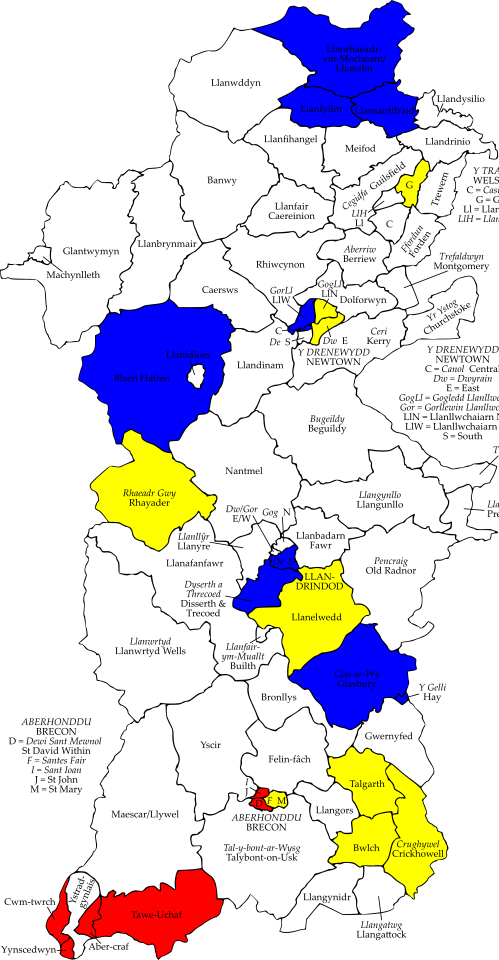 Llanrhaeadr-
ym-Mochnant/
Llansilin
Llanwddyn
Llanfyllin
Llansantffraid
Llandysilio
Llanfihangel
Meifod
Llandrinio
Banwy
Cegidfa Guilsfield
G
Trewern
Y TRA
WELS
C = Cas
G = G
Ll = Llan
LlH = Llan
Llanfair
Caereinion
LlH
Ll
C
Ffordun
Forden
Glantwymyn
Llanbrynmair
Machynlleth
Rhiwcynon
Aberriw
Berriew
Trefaldwyn
Montgomery
Caersws
GorLl
LlW
GogLl
LlN
Dolforwyn
Yr Ystog
Churchstoke
C
De S
Dw E
Ceri
Kerry
Y DRENEWYDD
NEWTOWN
Y DRENEWYDD
NEWTOWN
C = Canol Central
Dw = Dwyrain
E = East
GogLl = Gogledd Llanllwc
Gor = Gorllewin Llanllwc
LlN = Llanllwchaiarn N
LlW = Llanllwchaiarn
S = South
Llanidloes
Blaen Hafren
Llandinam
Bugeildy
Beguildy
Nantmel
Rhaeadr Gwy
Rhayader
Llangynllo
Llangunllo
T
Lla
Pre
Dw/Gor
E/W
Gog N
Llanllŷr
Llanyre
Llanbadarn
Fawr
De S
Pencraig
Old Radnor
Llanafanfawr
LLAN-
DRINDOD
Dyserth a
Threcoed
Disserth &
Trecoed
Llanelwedd
Llanwrtyd
Llanwrtyd Wells
Llanfair-
ym-Muallt
Builth
Clas-ar-Wy
Glasbury
Y Gelli
Hay
Bronllys
Gwernyfed
ABERHONDDU
BRECON
D = Dewi Sant Mewnol
St David Within
F = Santes Fair
I = Sant Ioan
J = St John
M = St Mary
Yscir
Felin-fâch
Talgarth
I
J
D
F M
ABERHONDDU
BRECON
Llangors
Maescar/Llywel
Tal-y-bont-ar-Wysg
Talybont-on-Usk
Bwlch
Crughywel
Crickhowell
Ystrad-
gynlais
Cwm-twrch
Tawe-Uchaf
Llangynidr
Llangatwg
Llangattock
Ynyscedwyn
Aber-craf